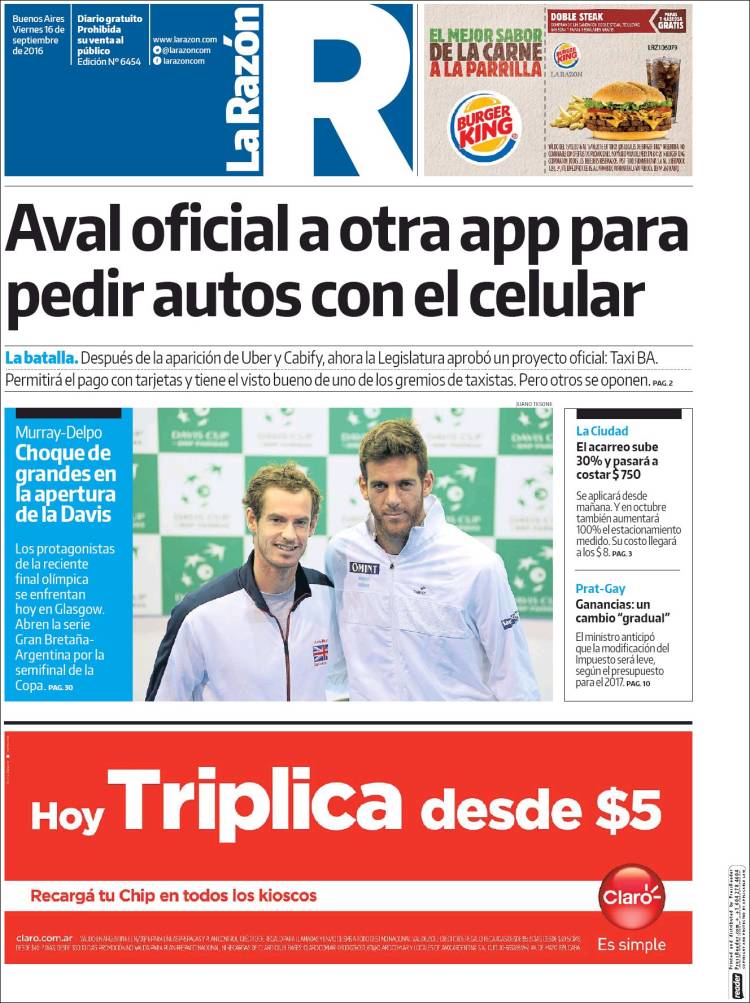 Buenos Aires
Viernes 16 de
septiembre
de 2016
Diario gratuito
Prohibida
su venta al
público
Edición N° 6454
www.larazon.com
@larazoncom
larazoncom
La Razón
R
EL MEJOR SABOR
DE LA CARNE
A LA PARRILLA
BURGER
KING
DOBLE STEAK
PAPAS
Y GASEOSA
GRATIS
BURGER
KING
LA RAZON
LRZ106079
Aval oficial a otra app para
pedir autos con el celular
La batalla. Después de la aparición de Uber y Cabify, ahora la Legislatura aprobó un proyecto oficial: Taxi BA.
Permitirá el pago con tarjetas y tiene el visto bueno de uno de los gremios de taxistas. Pero otros se oponen. PAG. 2
JUANO TESONE
Murray-Delpo
Choque de
grandes en
la apertura
de la Davis
Los protagonistas
de la reciente
final olímpica
se enfrentan
hoy en Glasgow.
Abren la serie
Gran Bretaña-
Argentina por la
semifinal de la
Copa. PAG. 30
DAVIS CUP
OMINT
La Ciudad
El acarreo sube
30% y pasará a
costar $ 750
Se aplicará desde
mañana. Y en octubre
también aumentará
100% el estacionamiento
medido. Su costo llegará
a los $ 8. PAG. 3
Prat-Gay
Ganancias: un
cambio “gradual”
El ministro anticipó
que la modificación del
Impuesto será leve,
según el presupuesto
para el 2017. PAG. 10
Hoy Triplica desde $5
Recargá tu Chip en todos los kioscos
Claro
Es simple
claro.com.ar
Printed and distributed by PressReader